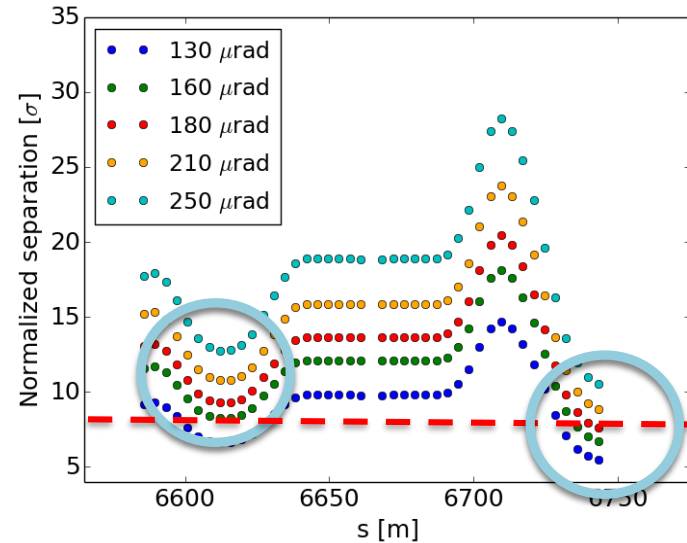 Normalized separation [σ]
35
30
25
20
15
10
5
130 μrad
160 μrad
180 μrad
210 μrad
250 μrad
6600
6650
6700
6750
s [m]